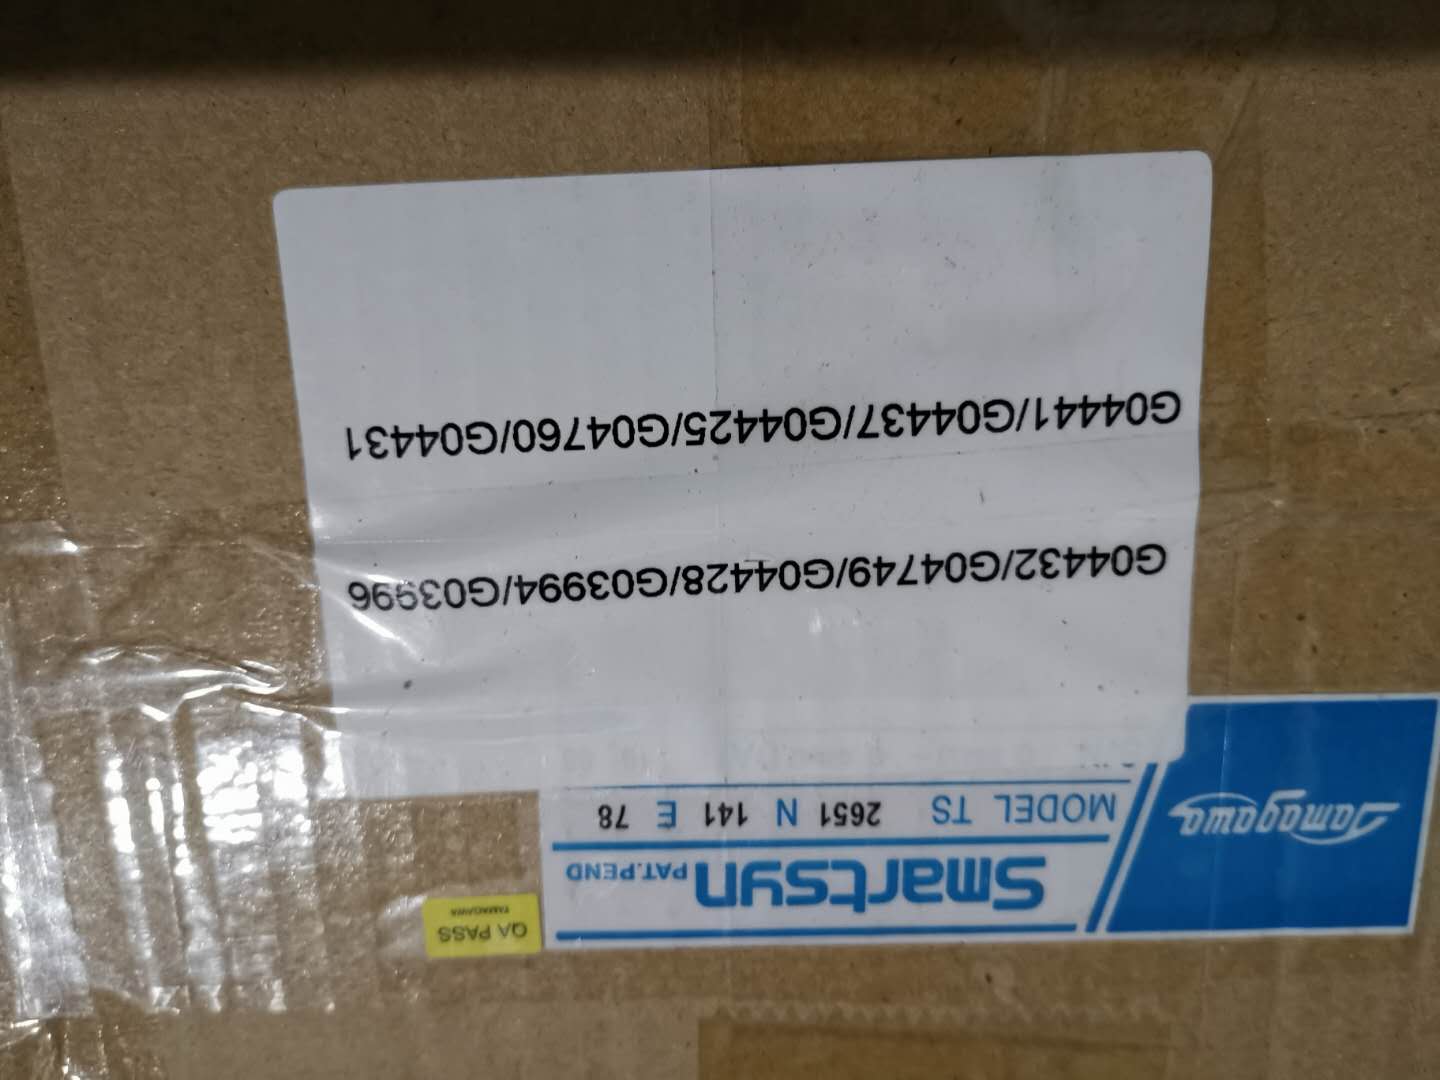 QA PASS
TAMAGAWA
Tamagawa
Smartsyn PAT.PEND
MODEL TS 2651 N 141 E 78
G04432/G04749/G04428/G03994/G03996
G04441/G04437/G04425/G04760/G04431